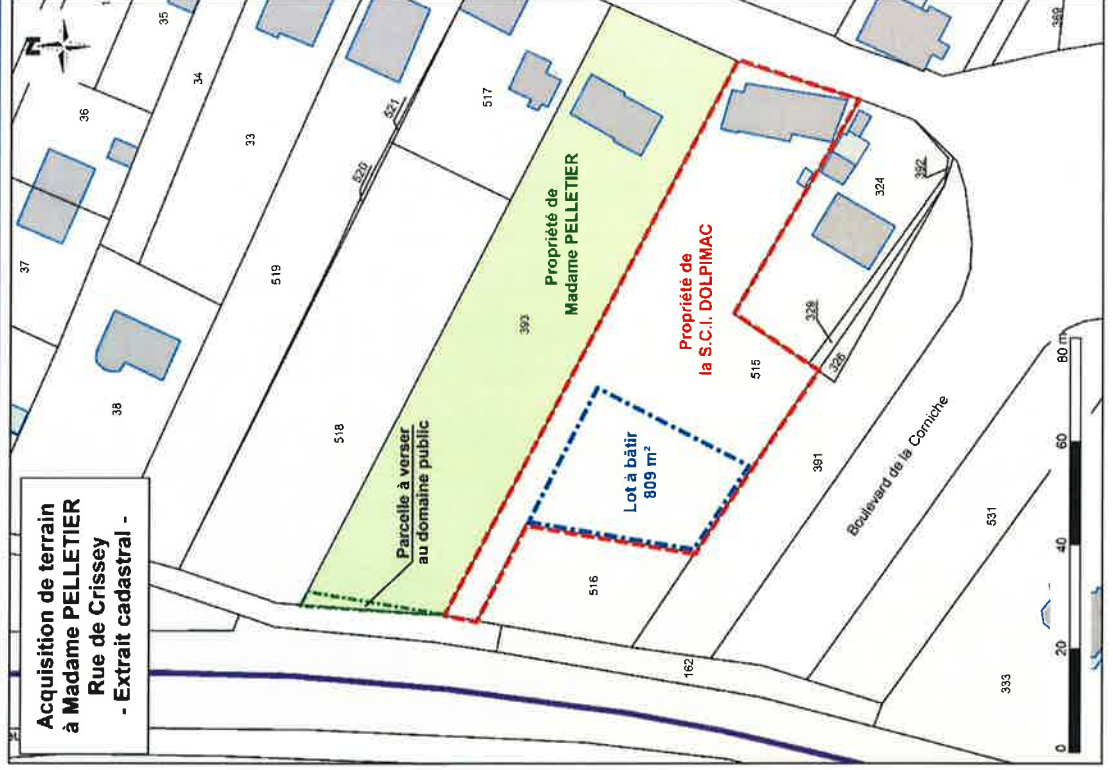 Acquisition de terrain
à Madame PELLETIER
Rue de Crissey
- Extrait cadastral -
N
35
36
34
37
33
521
517
520
519
38
518
393
Propriété de
Madame PELLETIER
Parcelle à verser
au domaine public
Propriété de
la S.C.I. DOLPIMAC
515
Lot à bâtir
809 m²
516
324
392
329
326
391
Boulevard de la Corniche
531
162
333
369
0
20
40
60
80 m